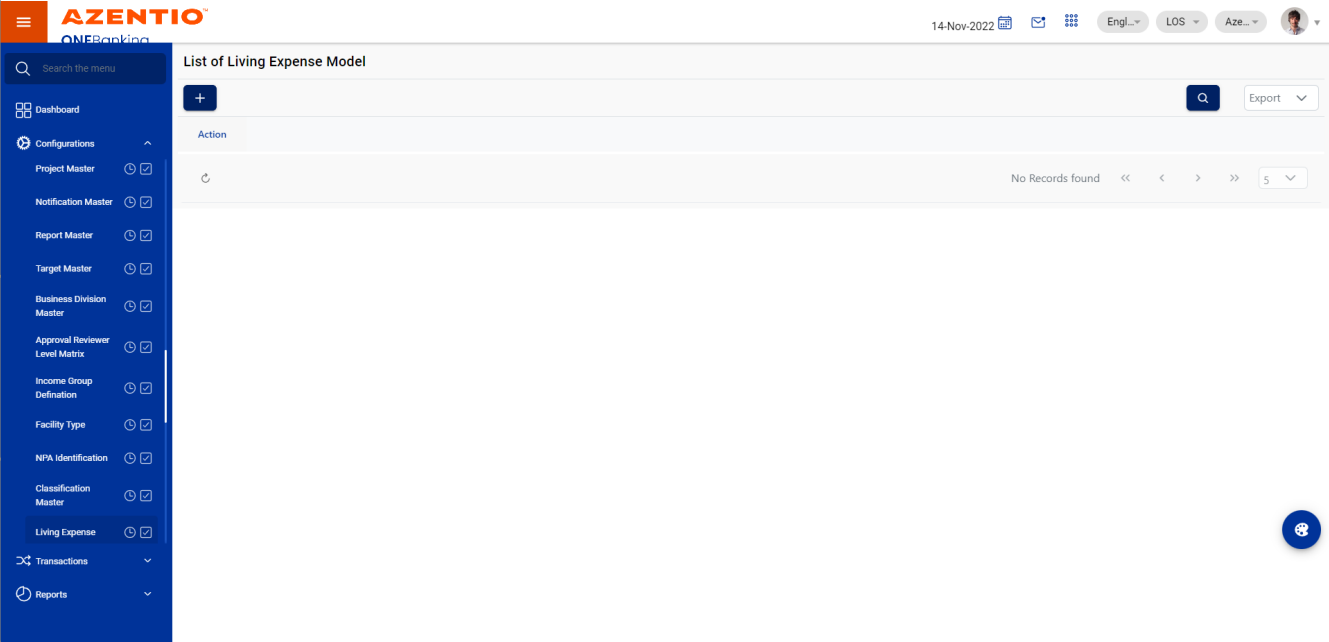 AZENTIO™
ONEBanking
14-Nov-2022
Engl...
LOS
Aze...
Search the menu
Dashboard
Configurations
Project Master
Notification Master
Report Master
Target Master
Business Division
Master
Approval Reviewer
Level Matrix
Income Group
Defination
Facility Type
NPA Identification
Classification
Master
Living Expense
Transactions
Reports
List of Living Expense Model
+
Export
Action
No Records found
5